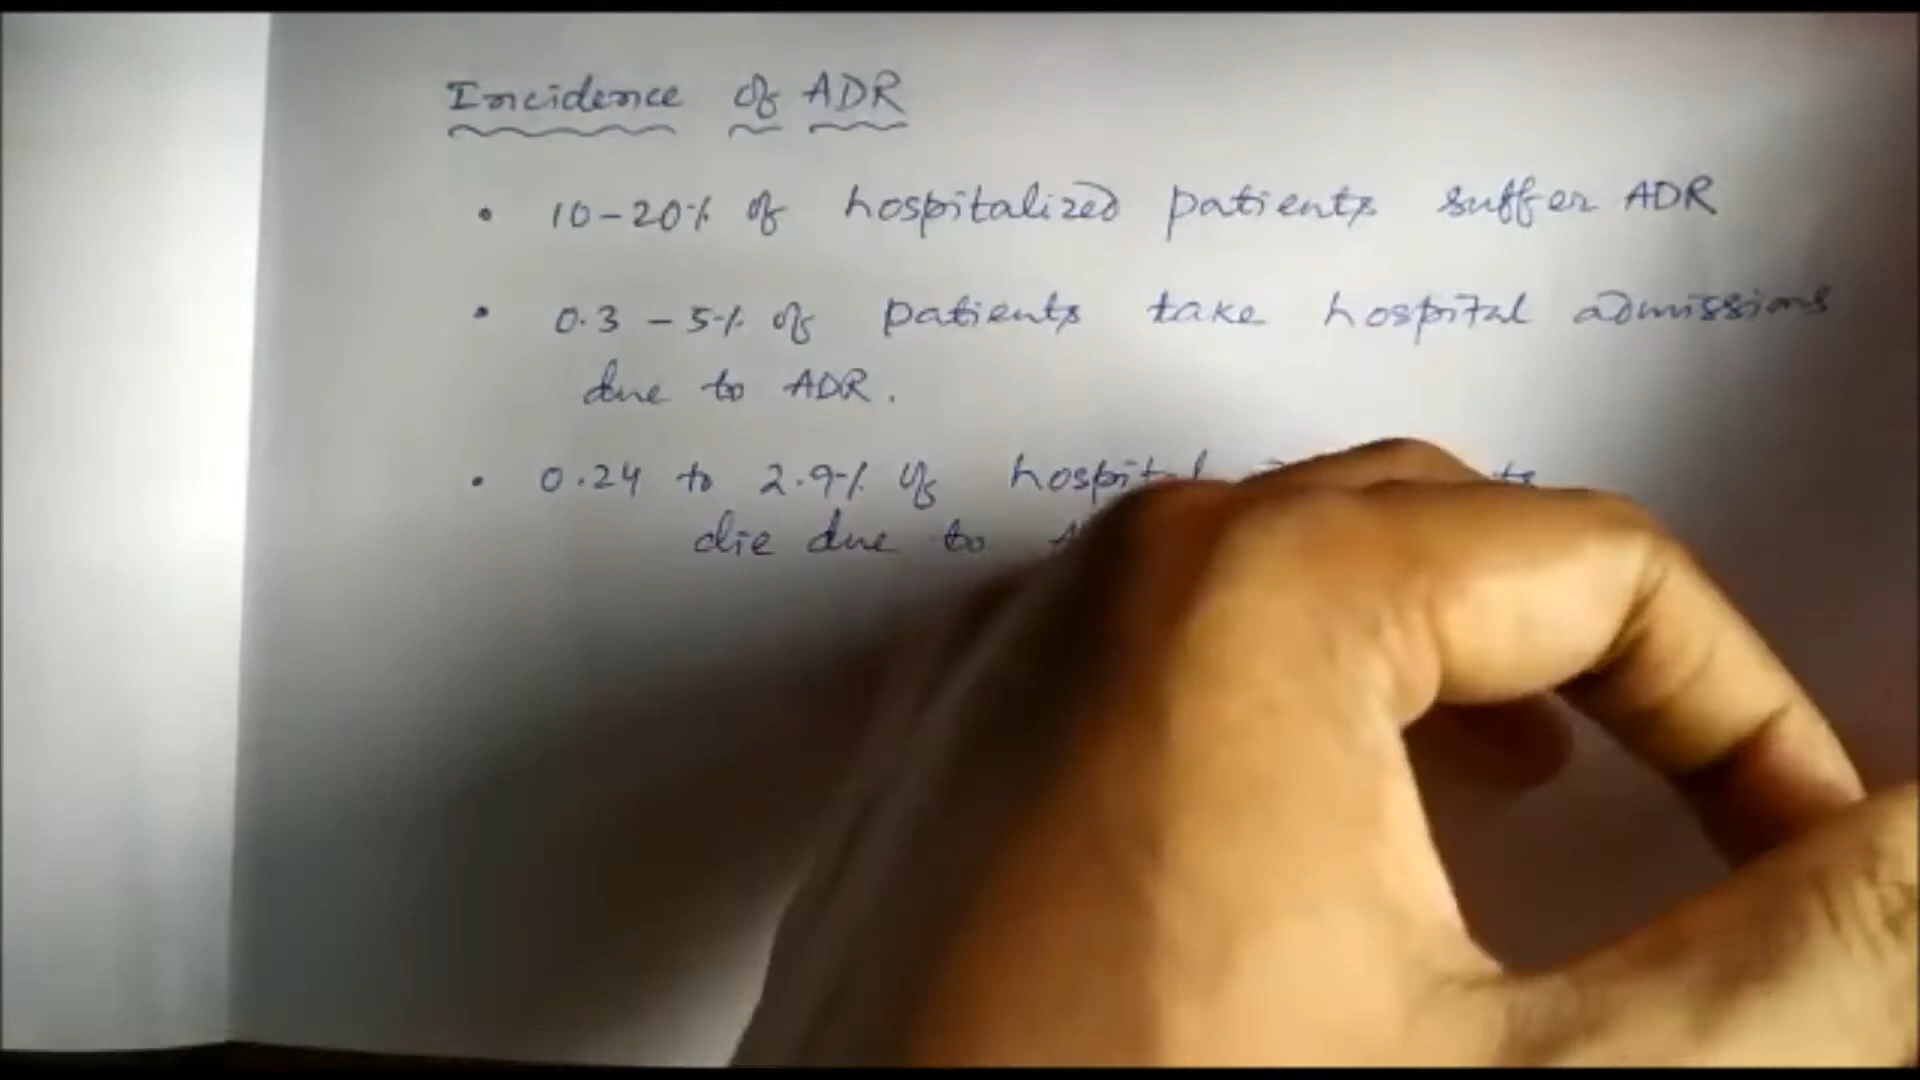 Incidence of ADR
• 10-20% of hospitalized patients suffer ADR
• 0.3 - 5% of patients take hospital admissions
due to ADR.
• 0.24 to 2.9% of hospital
die due to